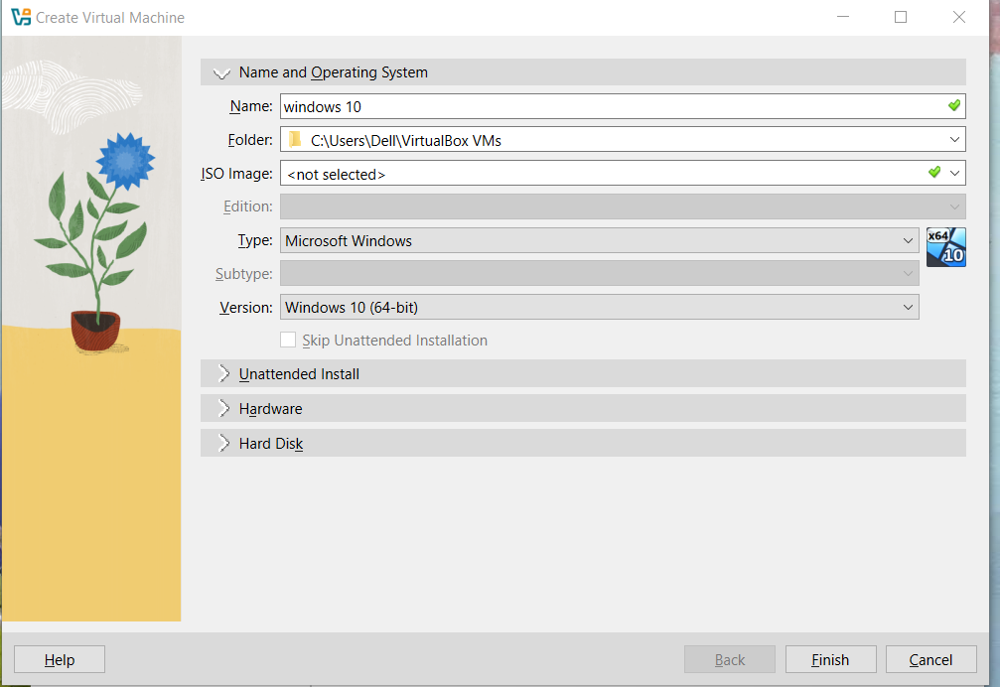 Create Virtual Machine
Name and Operating System
Name: windows 10
Folder: C:\Users\Dell\VirtualBox VMs
ISO Image: <not selected>
Edition:
Type: Microsoft Windows
x64
10
Subtype:
Version: Windows 10 (64-bit)
Skip Unattended Installation
Unattended Install
Hardware
Hard Disk
Help Back Finish Cancel